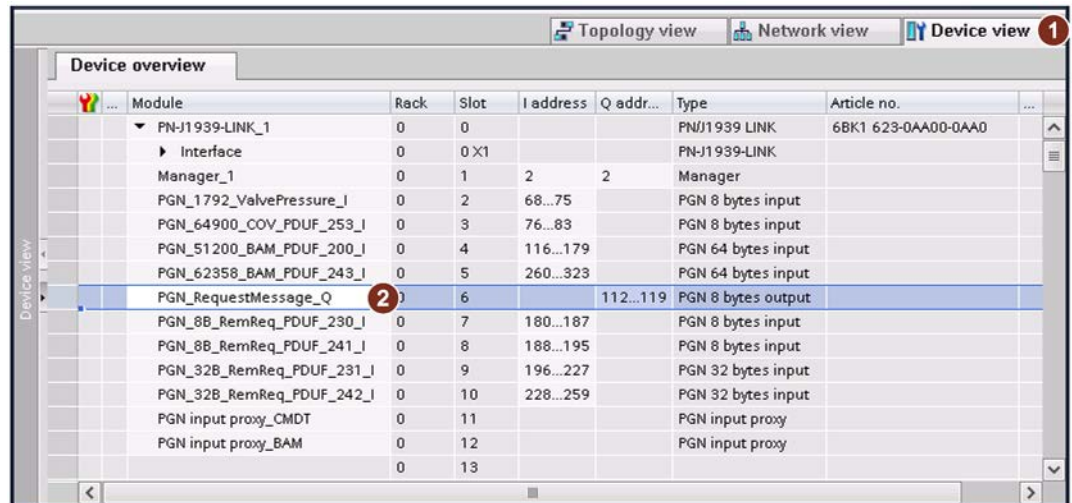 Topology view Network view Device view 1
Device overview
... Module Rack Slot I address Q addr... Type Article no. ...
PN-J1939-LINK_1 0 0 PN/J1939 LINK 6BK1 623-0AA00-0AA0
Interface 0 0 X1 PN-J1939-LINK
Manager_1 0 1 2 2 Manager
PGN_1792_ValvePressure_I 0 2 68...75 PGN 8 bytes input
PGN_64900_COV_PDUF_253_I 0 3 76...83 PGN 8 bytes input
PGN_51200_BAM_PDUF_200_I 0 4 116...179 PGN 64 bytes input
PGN_62358_BAM_PDUF_243_I 0 5 260...323 PGN 64 bytes input
PGN_RequestMessage_Q 2 6 112...119 PGN 8 bytes output
PGN_8B_RemReq_PDUF_230_I 0 7 180...187 PGN 8 bytes input
PGN_8B_RemReq_PDUF_241_I 0 8 188...195 PGN 8 bytes input
PGN_32B_RemReq_PDUF_231_I 0 9 196...227 PGN 32 bytes input
PGN_32B_RemReq_PDUF_242_I 0 10 228...259 PGN 32 bytes input
PGN input proxy_CMDT 0 11 PGN input proxy
PGN input proxy_BAM 0 12 PGN input proxy
0 13
Device view